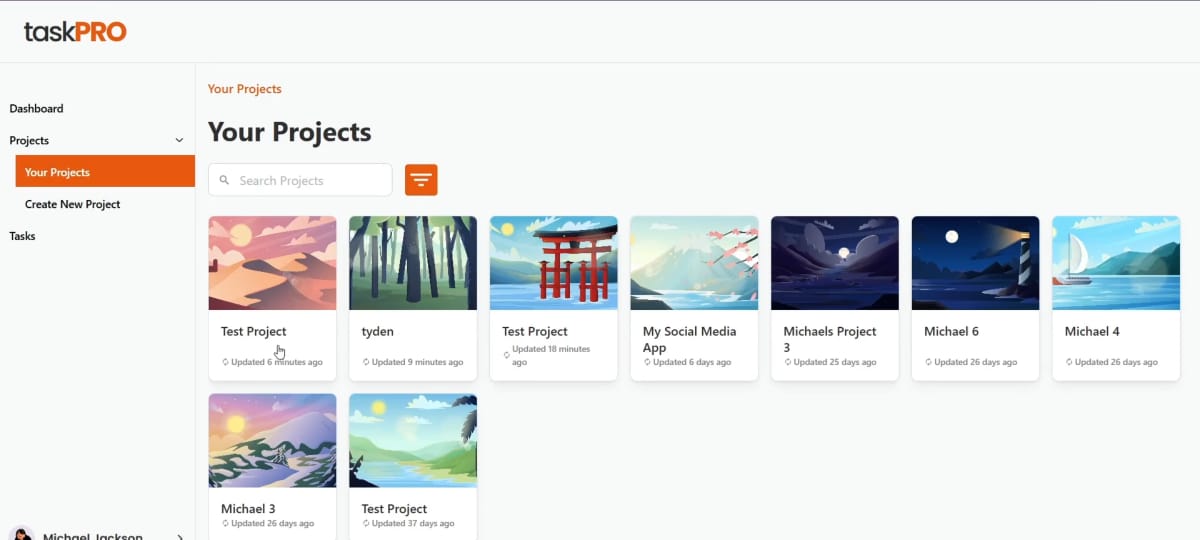 taskPRO
Your Projects
Dashboard
Your Projects
Projects
Your Projects
Search Projects
Create New Project
Tasks
Test Project
Updated 6 minutes ago
tyden
Updated 9 minutes ago
Test Project
Updated 18 minutes
ago
My Social Media
App
Updated 6 days ago
Michaels Project
3
Updated 25 days ago
Michael 6
Updated 26 days ago
Michael 4
Updated 26 days ago
Michael 3
Updated 26 days ago
Test Project
Updated 37 days ago
Michael Jackson